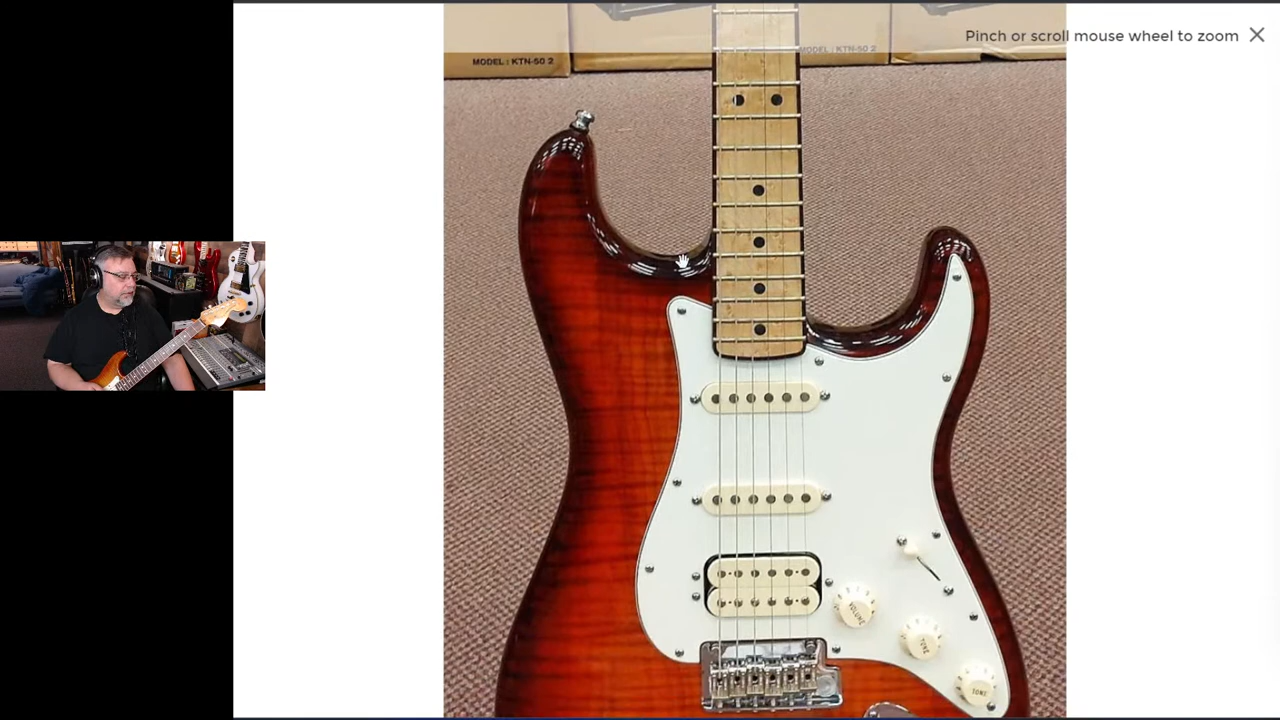 Pinch or scroll mouse wheel to zoom
MODEL : KTN-50 2
MODEL : KTN-50 2
VOLUME
TONE
TONE